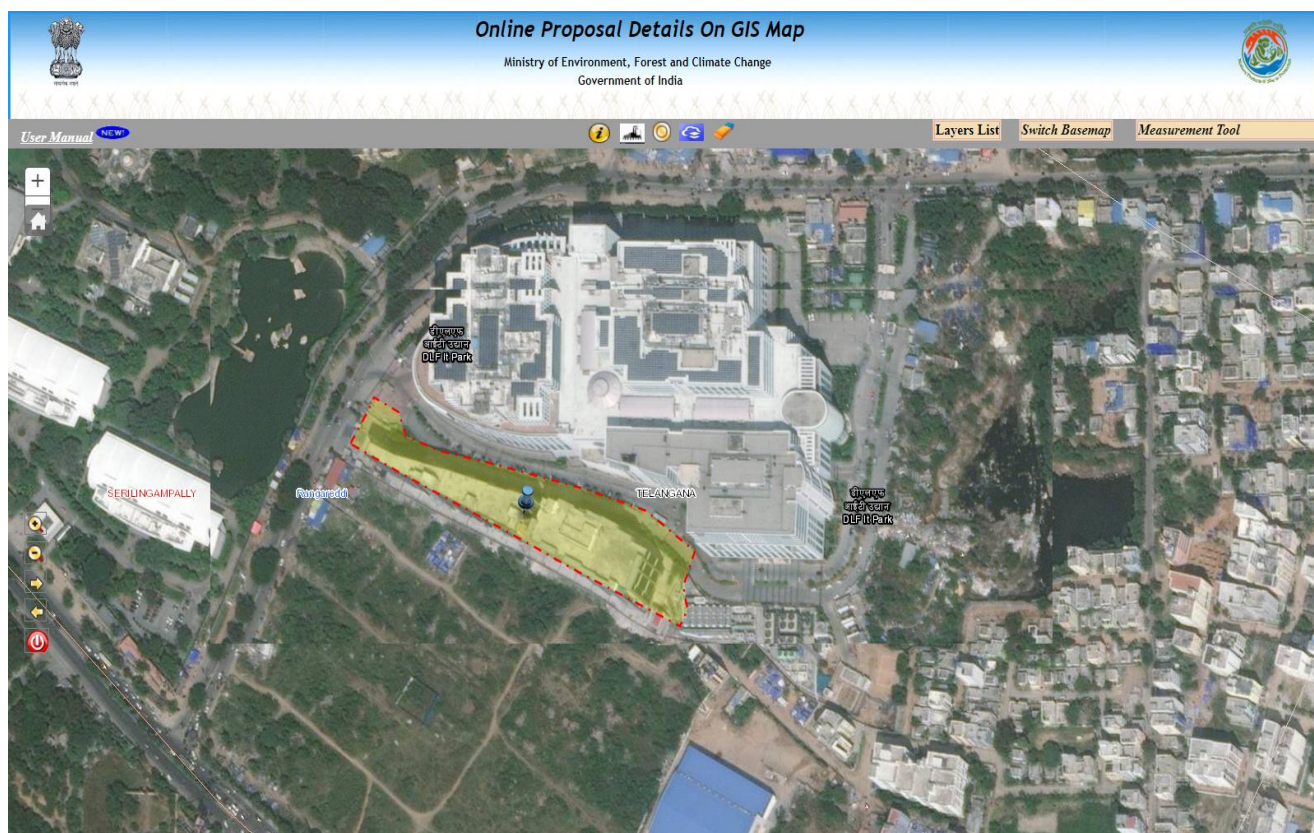 Online Proposal Details On GIS Map
Ministry of Environment, Forest and Climate Change
Government of India
User Manual NEW!
Layers List
Switch Basemap
Measurement Tool
डीएलएफ
आईटी उद्यान
DLF It Park
SERILINGAMPALLY
Rangareddi
TELANGANA
डीएलएफ
आईटी उद्यान
DLF It Park